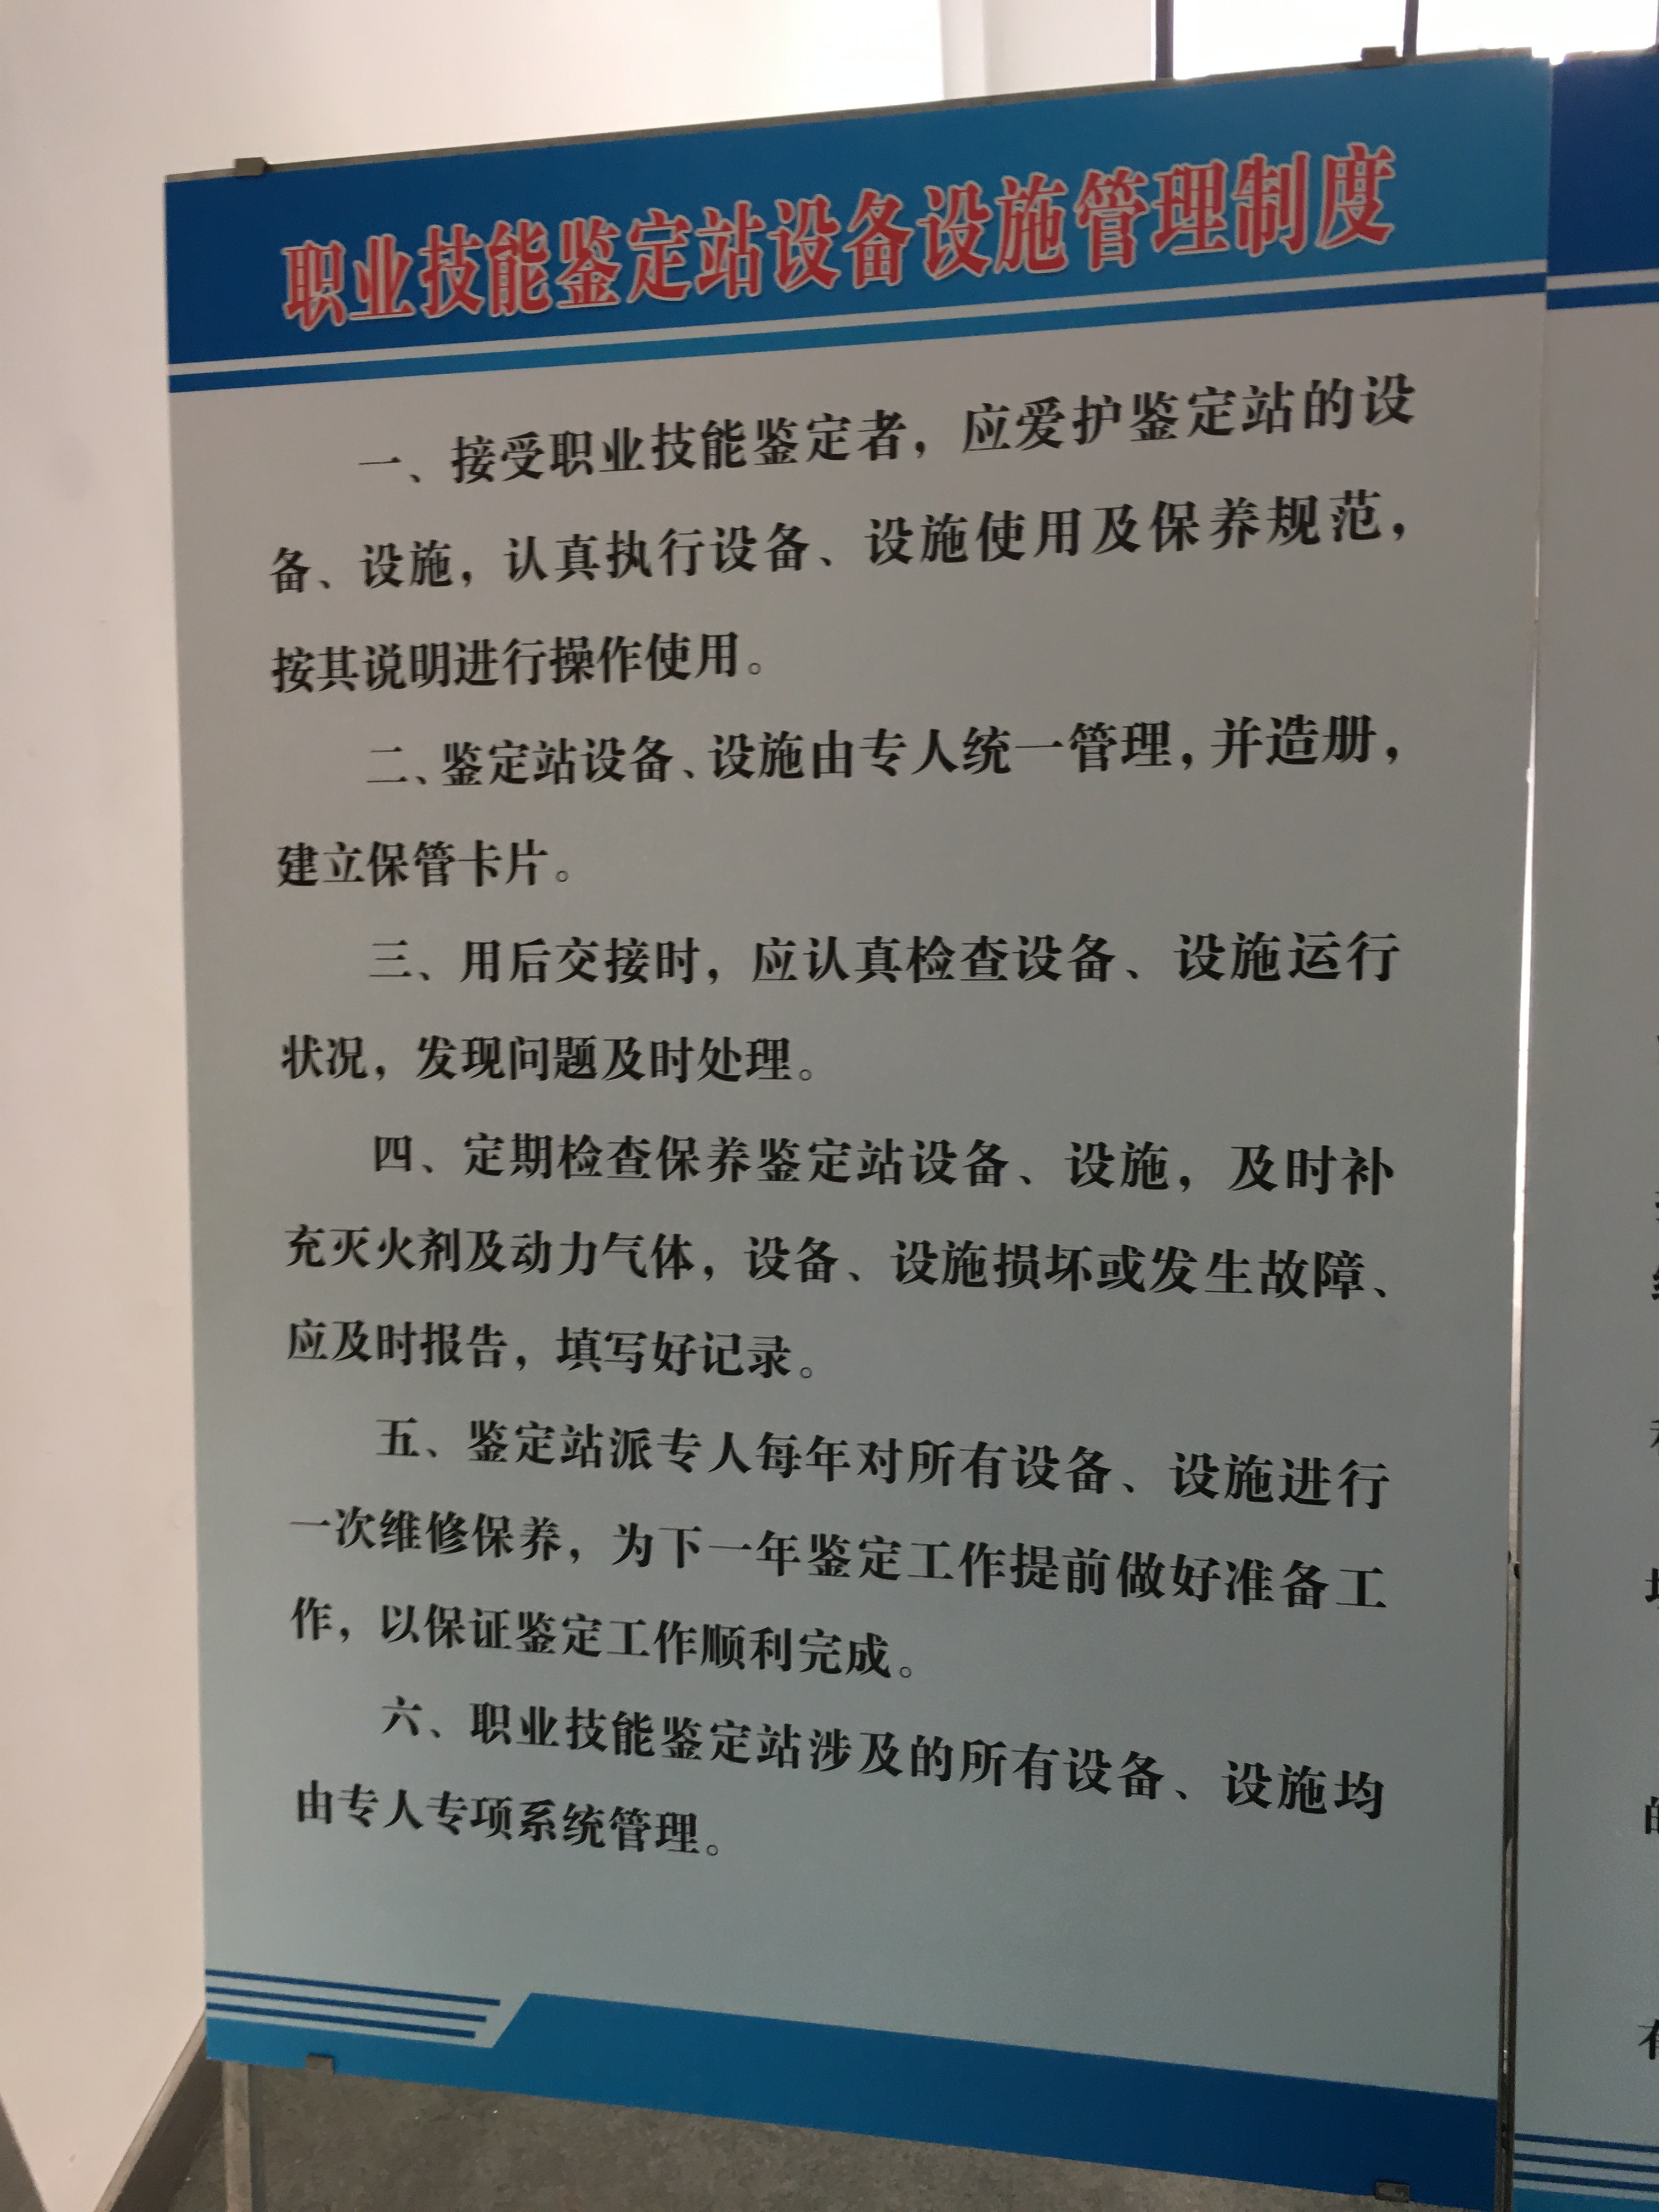 职业技能鉴定站设备设施管理制度
一、接受职业技能鉴定者，应爱护鉴定站的设
备、设施，认真执行设备、设施使用及保养规范，
按其说明进行操作使用。
二、鉴定站设备、设施由专人统一管理，并造册，
建立保管卡片。
三、用后交接时，应认真检查设备、设施运行
状况，发现问题及时处理。
四、定期检查保养鉴定站设备、设施，及时补
充灭火剂及动力气体，设备、设施损坏或发生故障、
应及时报告，填写好记录。
五、鉴定站派专人每年对所有设备、设施进行
一次维修保养，为下一年鉴定工作提前做好准备工
作，以保证鉴定工作顺利完成。
六、职业技能鉴定站涉及的所有设备、设施均
由专人专项系统管理。